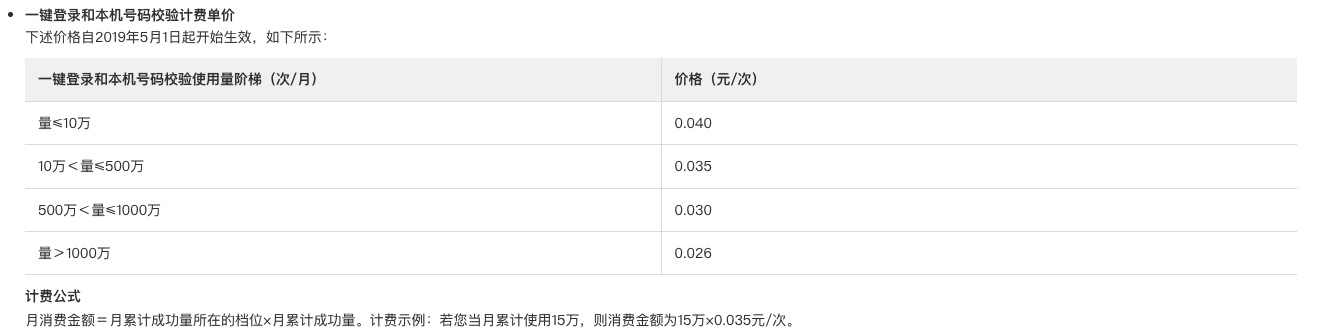 一键登录和本机号码校验计费单价
下述价格自2019年5月1日起开始生效，如下所示：
一键登录和本机号码校验使用量阶梯（次/月） 价格（元/次）
量≤10万 0.040
10万＜量≤500万 0.035
500万＜量≤1000万 0.030
量＞1000万 0.026
计费公式
月消费金额＝月累计成功量所在的档位×月累计成功量。计费示例：若您当月累计使用15万，则消费金额为15万×0.035元/次。